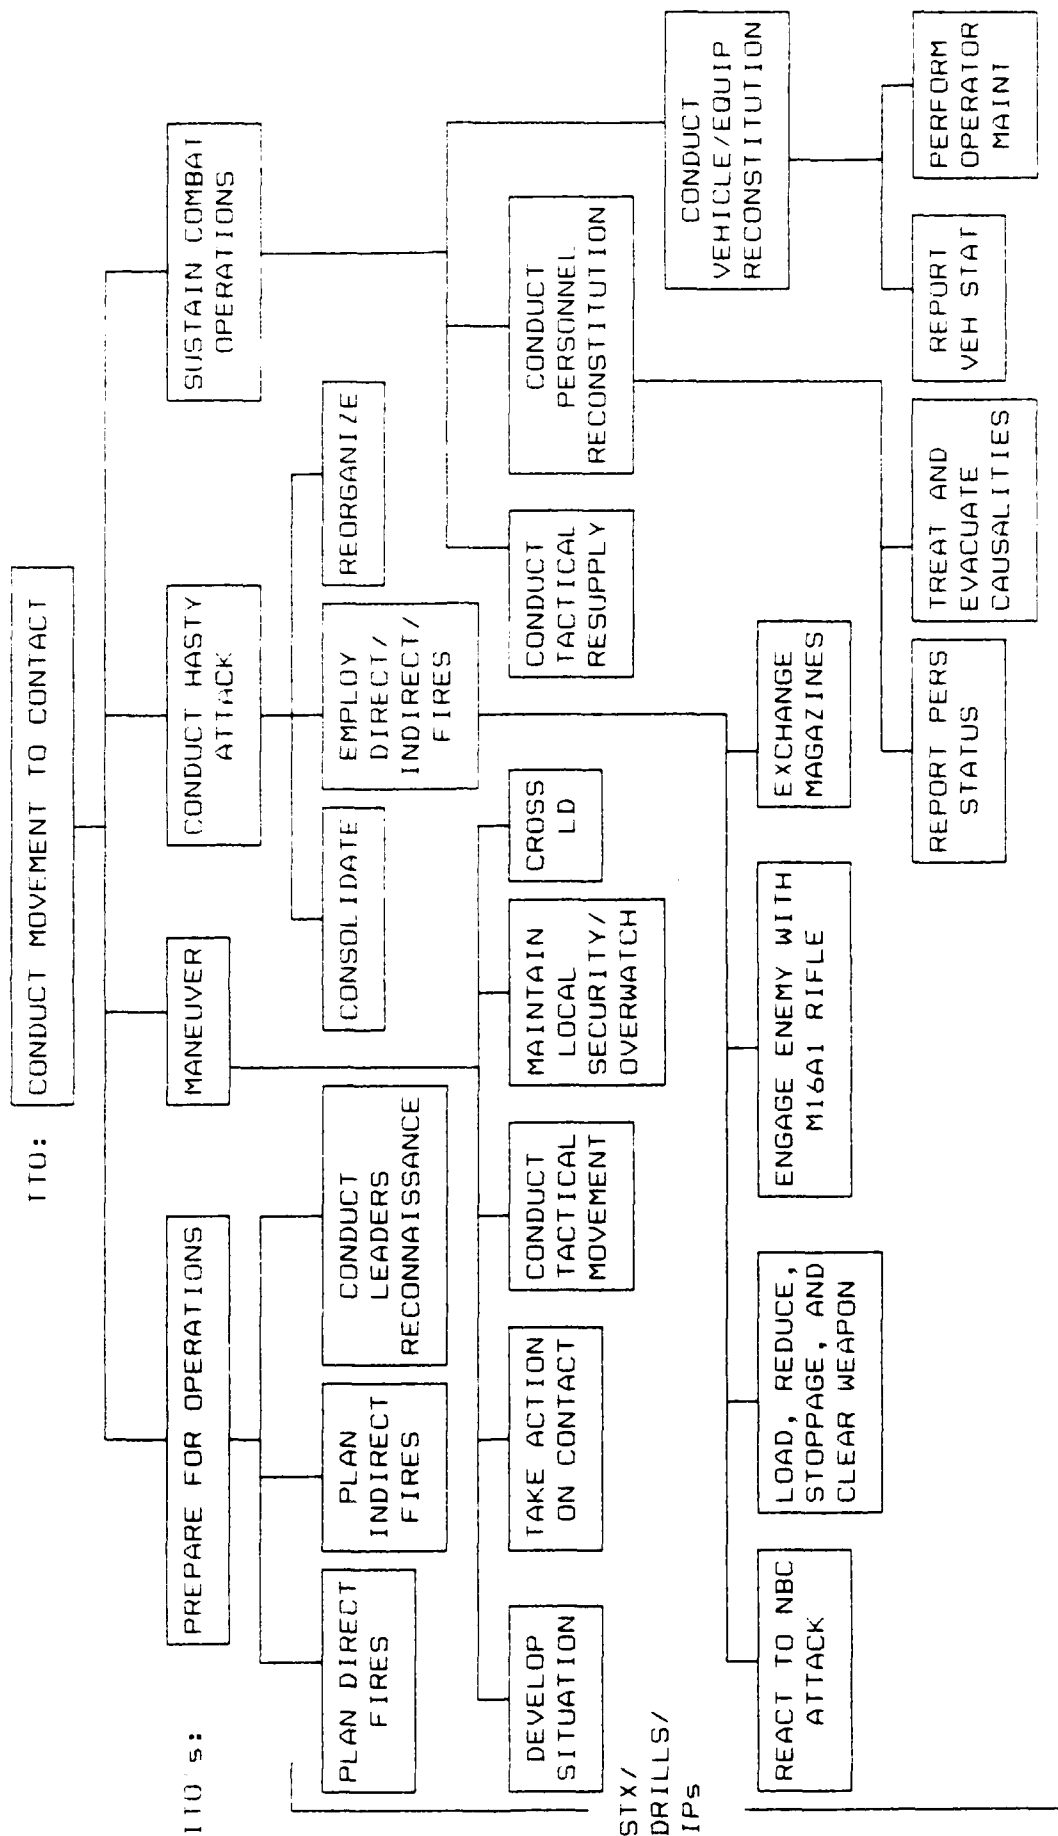 TTO: CONDUCT MOVEMENT TO CONTACT
ITO's:
PREPARE FOR OPERATIONS
MANEUVER
CONDUCT HASTY
ATTACK
SUSTAIN COMBAT
OPERATIONS
PLAN DIRECT
FIRES
PLAN
INDIRECT
FIRES
CONDUCT
LEADERS
RECONNAISSANCE
CONSOLIDATE
EMPLOY
DIRECT/
INDIRECT/
FIRES
REORGANIZE
DEVELOP
SITUATION
TAKE ACTION
ON CONTACT
CONDUCT
TACTICAL
MOVEMENT
MAINTAIN
LOCAL
SECURITY/
OVERWATCH
CROSS
LD
CONDUCT
TACTICAL
RESUPPLY
CONDUCT
PERSONNEL
RECONSTITUTION
CONDUCT
VEHICLE/EQUIP
RECONSTITUTION
STX/
DRILLS/
IPs
REACT TO NBC
ATTACK
LOAD, REDUCE,
STOPPAGE, AND
CLEAR WEAPON
ENGAGE ENEMY WITH
M16A1 RIFLE
EXCHANGE
MAGAZINES
REPORT PERS
STATUS
TREAT AND
EVACUATE
CAUSALITIES
REPORT
VEH STAT
PERFORM
OPERATOR
MAINT